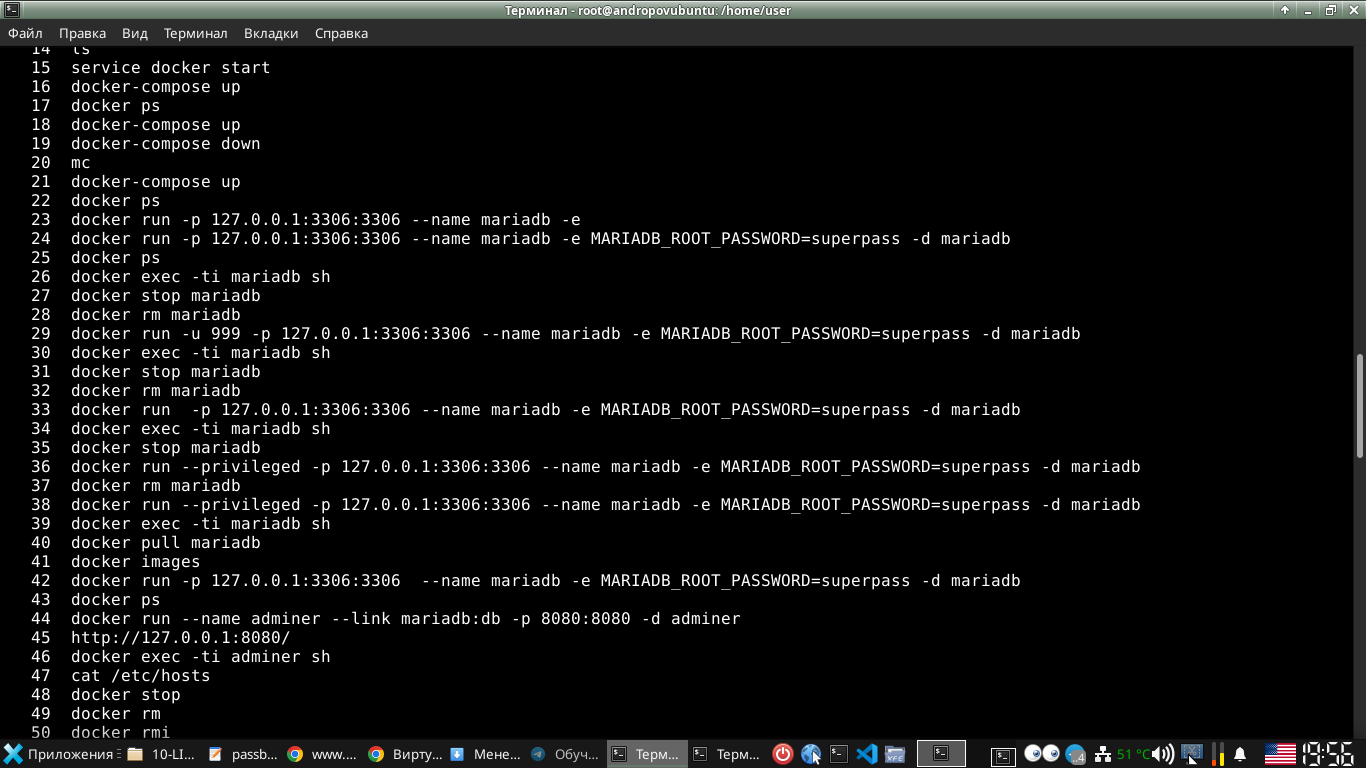 Терминал - root@andropovubuntu: /home/user
Файл Правка Вид Терминал Вкладки Справка
14 ls
15 service docker start
16 docker-compose up
17 docker ps
18 docker-compose up
19 docker-compose down
20 mc
21 docker-compose up
22 docker ps
23 docker run -p 127.0.0.1:3306:3306 --name mariadb -e
24 docker run -p 127.0.0.1:3306:3306 --name mariadb -e MARIADB_ROOT_PASSWORD=superpass -d mariadb
25 docker ps
26 docker exec -ti mariadb sh
27 docker stop mariadb
28 docker rm mariadb
29 docker run -u 999 -p 127.0.0.1:3306:3306 --name mariadb -e MARIADB_ROOT_PASSWORD=superpass -d mariadb
30 docker exec -ti mariadb sh
31 docker stop mariadb
32 docker rm mariadb
33 docker run  -p 127.0.0.1:3306:3306 --name mariadb -e MARIADB_ROOT_PASSWORD=superpass -d mariadb
34 docker exec -ti mariadb sh
35 docker stop mariadb
36 docker run --privileged -p 127.0.0.1:3306:3306 --name mariadb -e MARIADB_ROOT_PASSWORD=superpass -d mariadb
37 docker rm mariadb
38 docker run --privileged -p 127.0.0.1:3306:3306 --name mariadb -e MARIADB_ROOT_PASSWORD=superpass -d mariadb
39 docker exec -ti mariadb sh
40 docker pull mariadb
41 docker images
42 docker run -p 127.0.0.1:3306:3306  --name mariadb -e MARIADB_ROOT_PASSWORD=superpass -d mariadb
43 docker ps
44 docker run --name adminer --link mariadb:db -p 8080:8080 -d adminer
45 http://127.0.0.1:8080/
46 docker exec -ti adminer sh
47 cat /etc/hosts
48 docker stop
49 docker rm
50 docker rmi
Приложения 10-LI... passb... www.... Вирту... Мене... Обуч... Терм... Терм... 51 °C 19:56